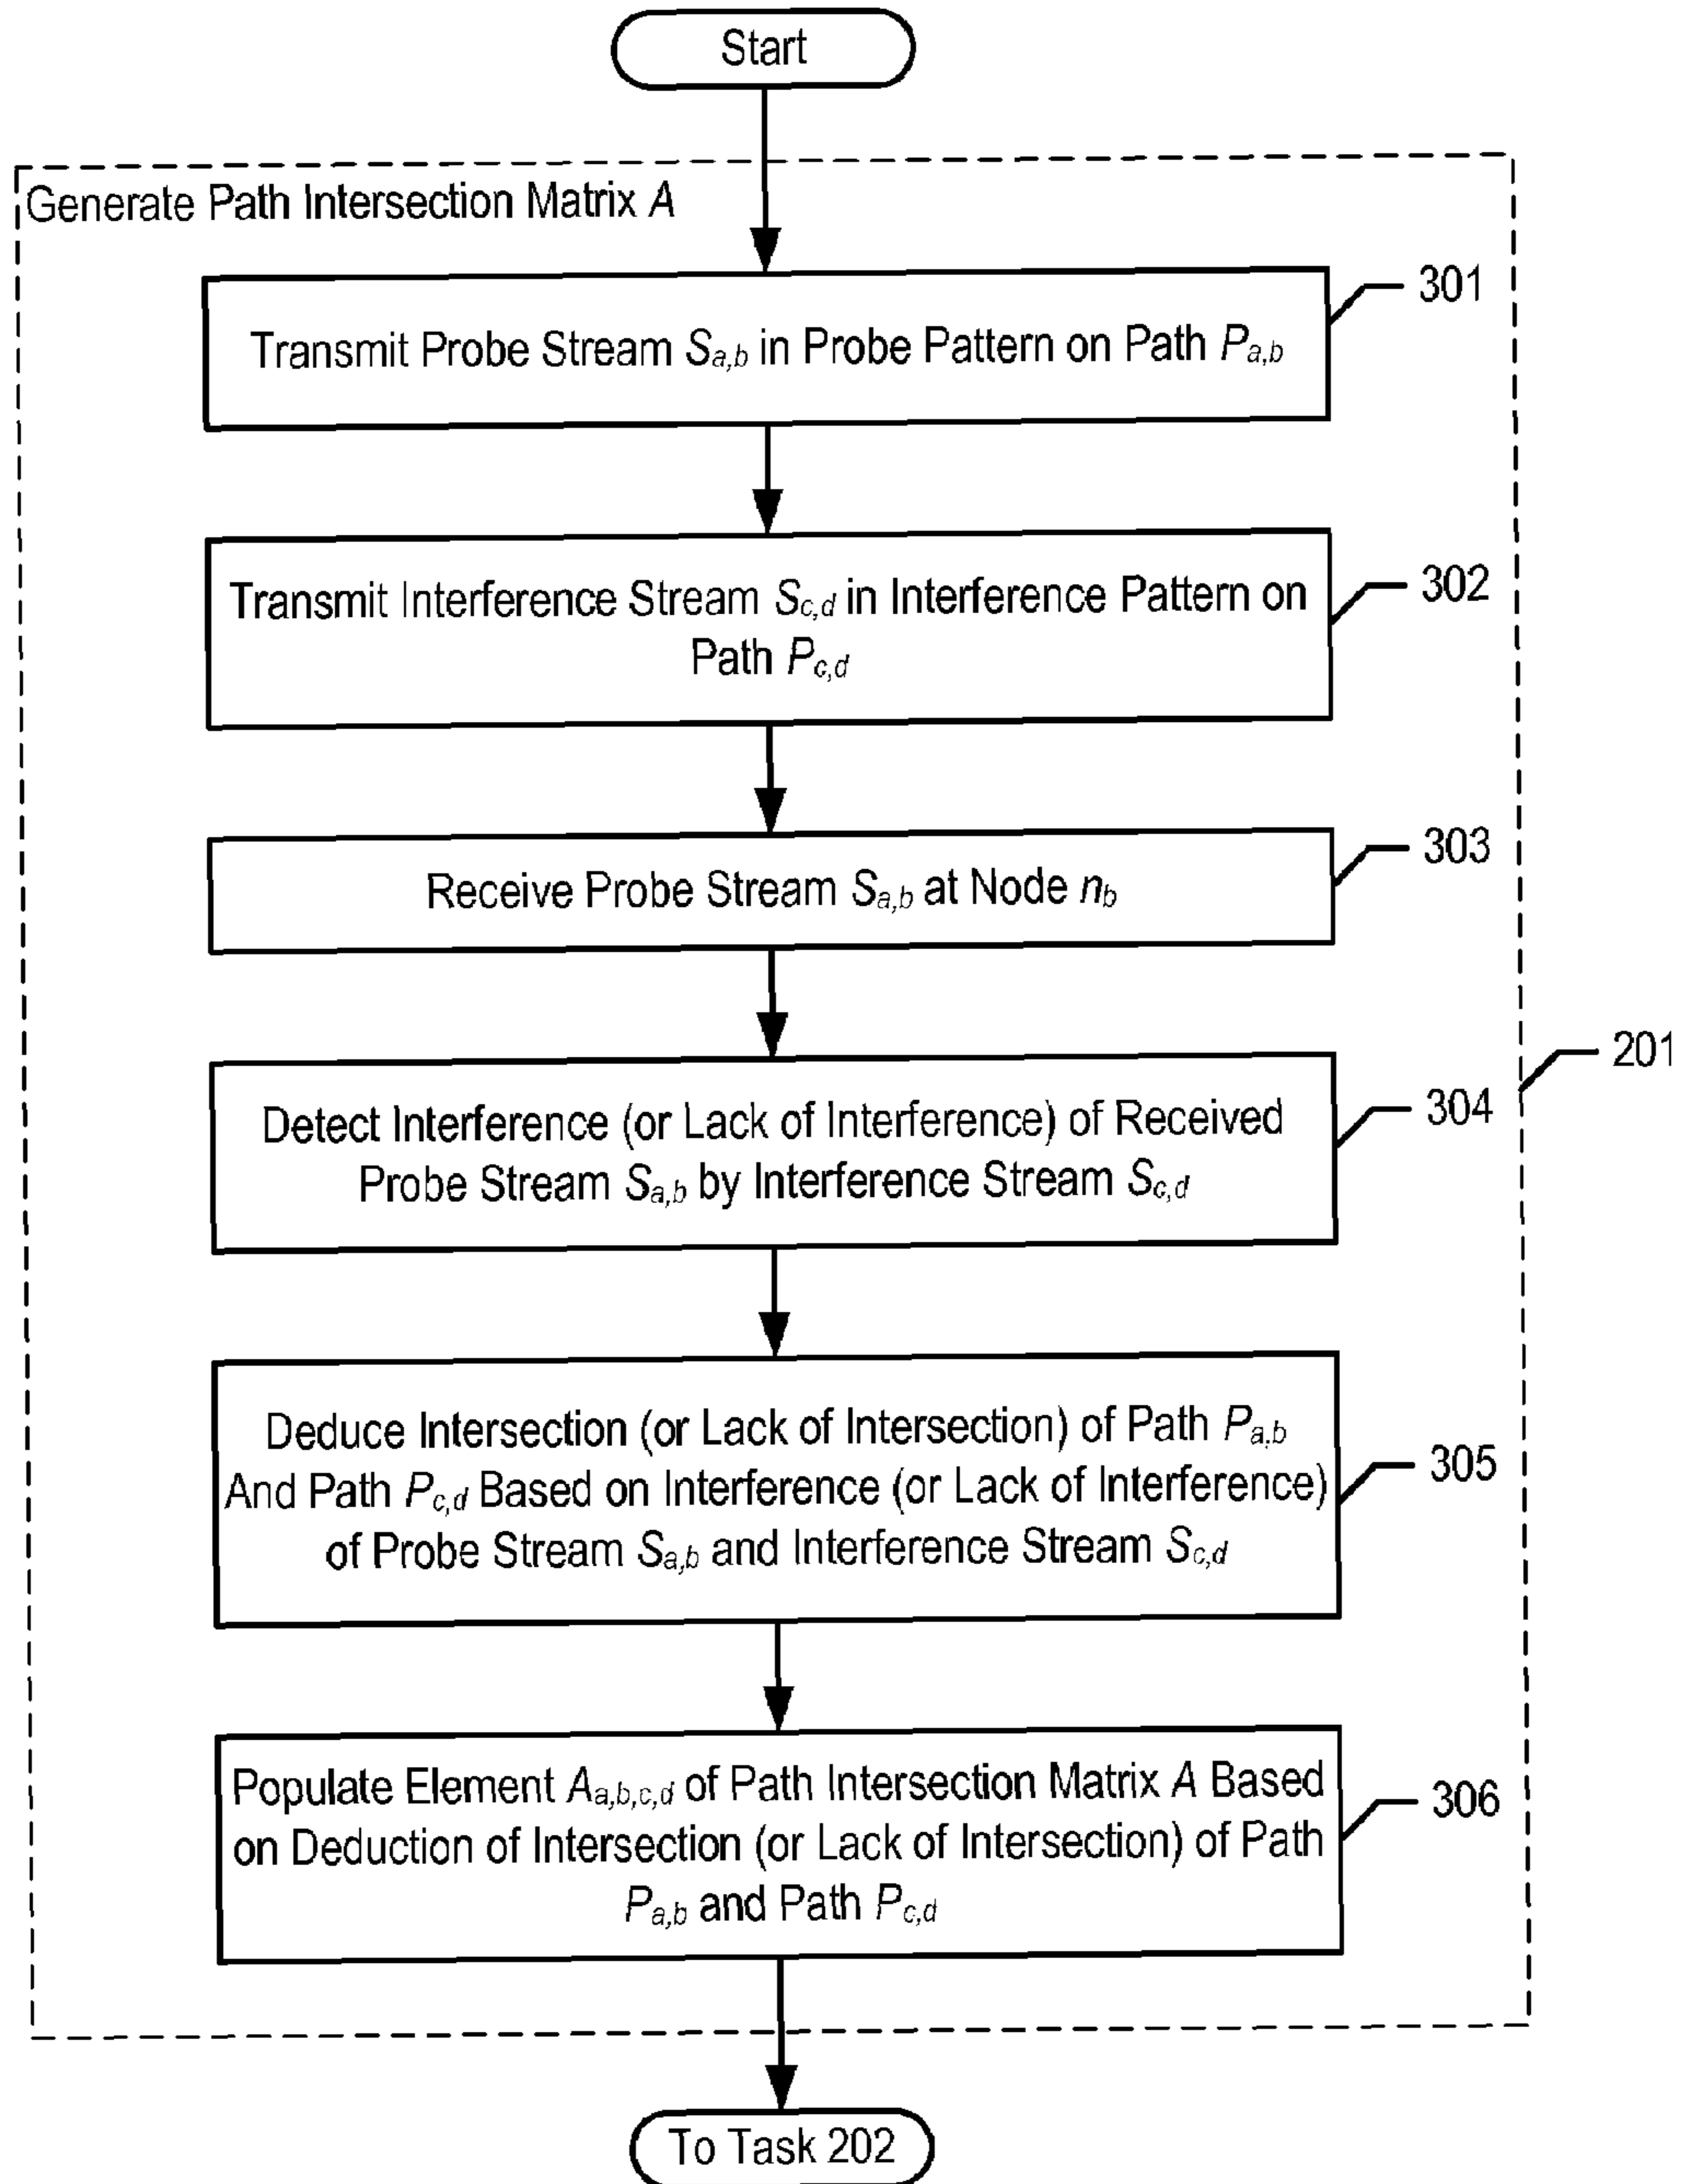 Start
Generate Path Intersection Matrix A
301
Transmit Probe Stream Sa,b in Probe Pattern on Path Pa,b
302
Transmit Interference Stream Sc,d in Interference Pattern on
Path Pc,d
303
Receive Probe Stream Sa,b at Node nb
201
304
Detect Interference (or Lack of Interference) of Received
Probe Stream Sa,b by Interference Stream Sc,d
Deduce Intersection (or Lack of Intersection) of Path Pa,b
305
And Path Pc,d Based on Interference (or Lack of Interference)
of Probe Stream Sa,b and Interference Stream Sc,d
Populate Element Aa,b,c,d of Path Intersection Matrix A Based
306
on Deduction of Intersection (or Lack of Intersection) of Path
Pa,b and Path Pc,d
To Task 202